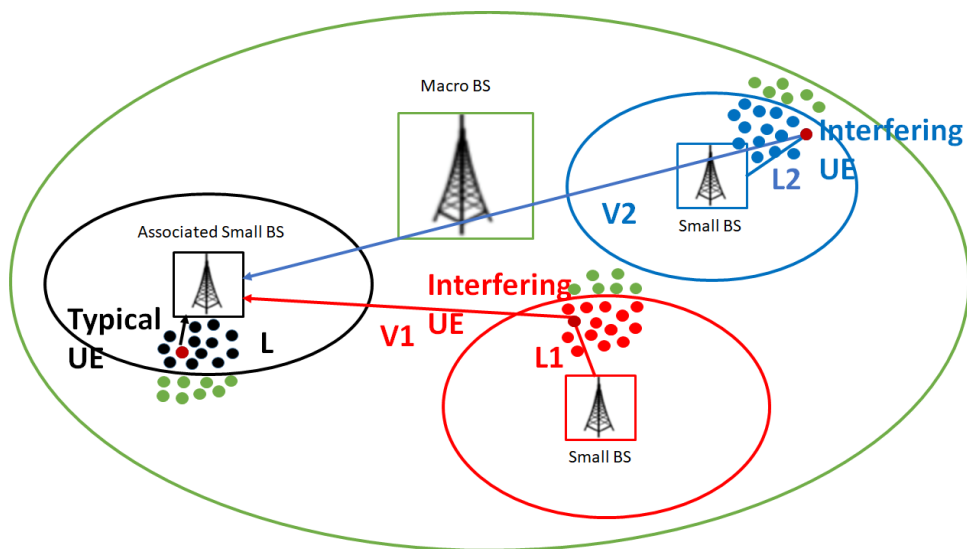 Macro BS
Interfering
UE
L2
V2
Small BS
Associated Small BS
Interfering
UE
Typical
UE
L
V1
L1
Small BS